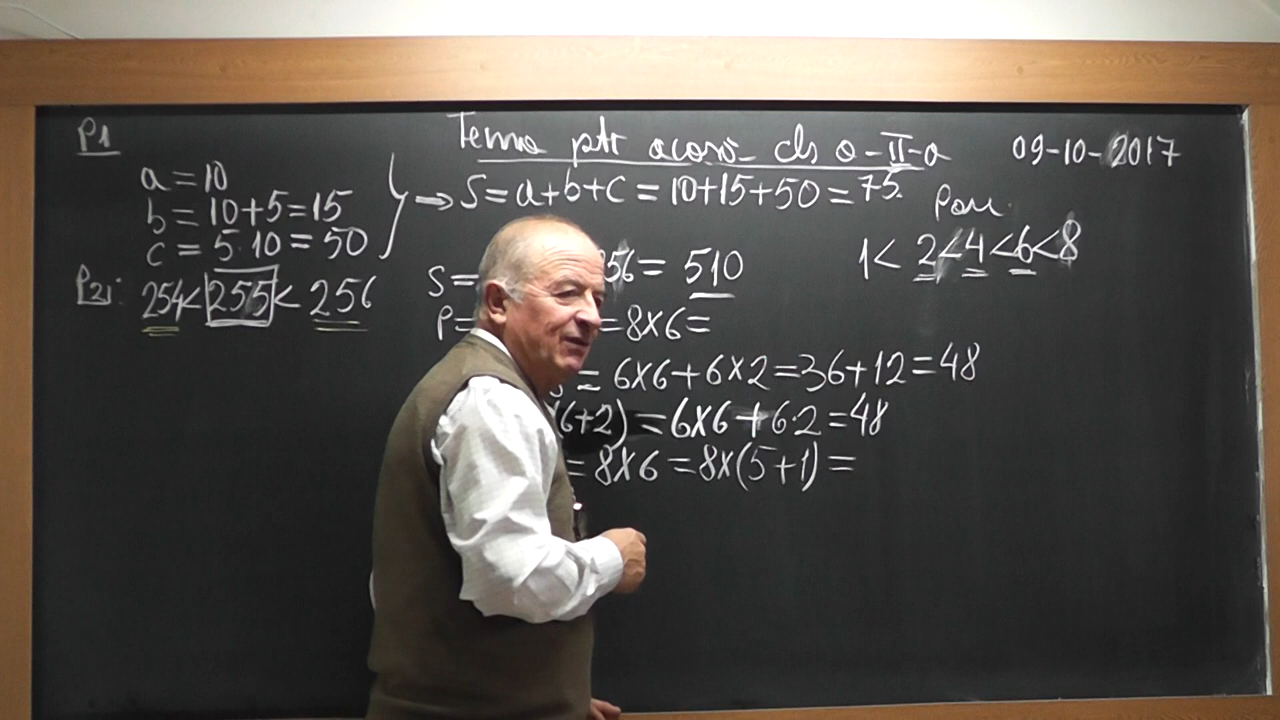 P1
Tema ptr acasă cls a-II-a 09-10-2017
a=10
b=10+5=15
c=5·10=50
→ S=a+b+c=10+15+50=75.
1<2<4<6<8
P2:
254<255<256
S= 56=510
P= =8x6=
= 6x6+6x2=36+12=48
(6+2)=6x6+6·2=48
=8x6=8x(5+1)=